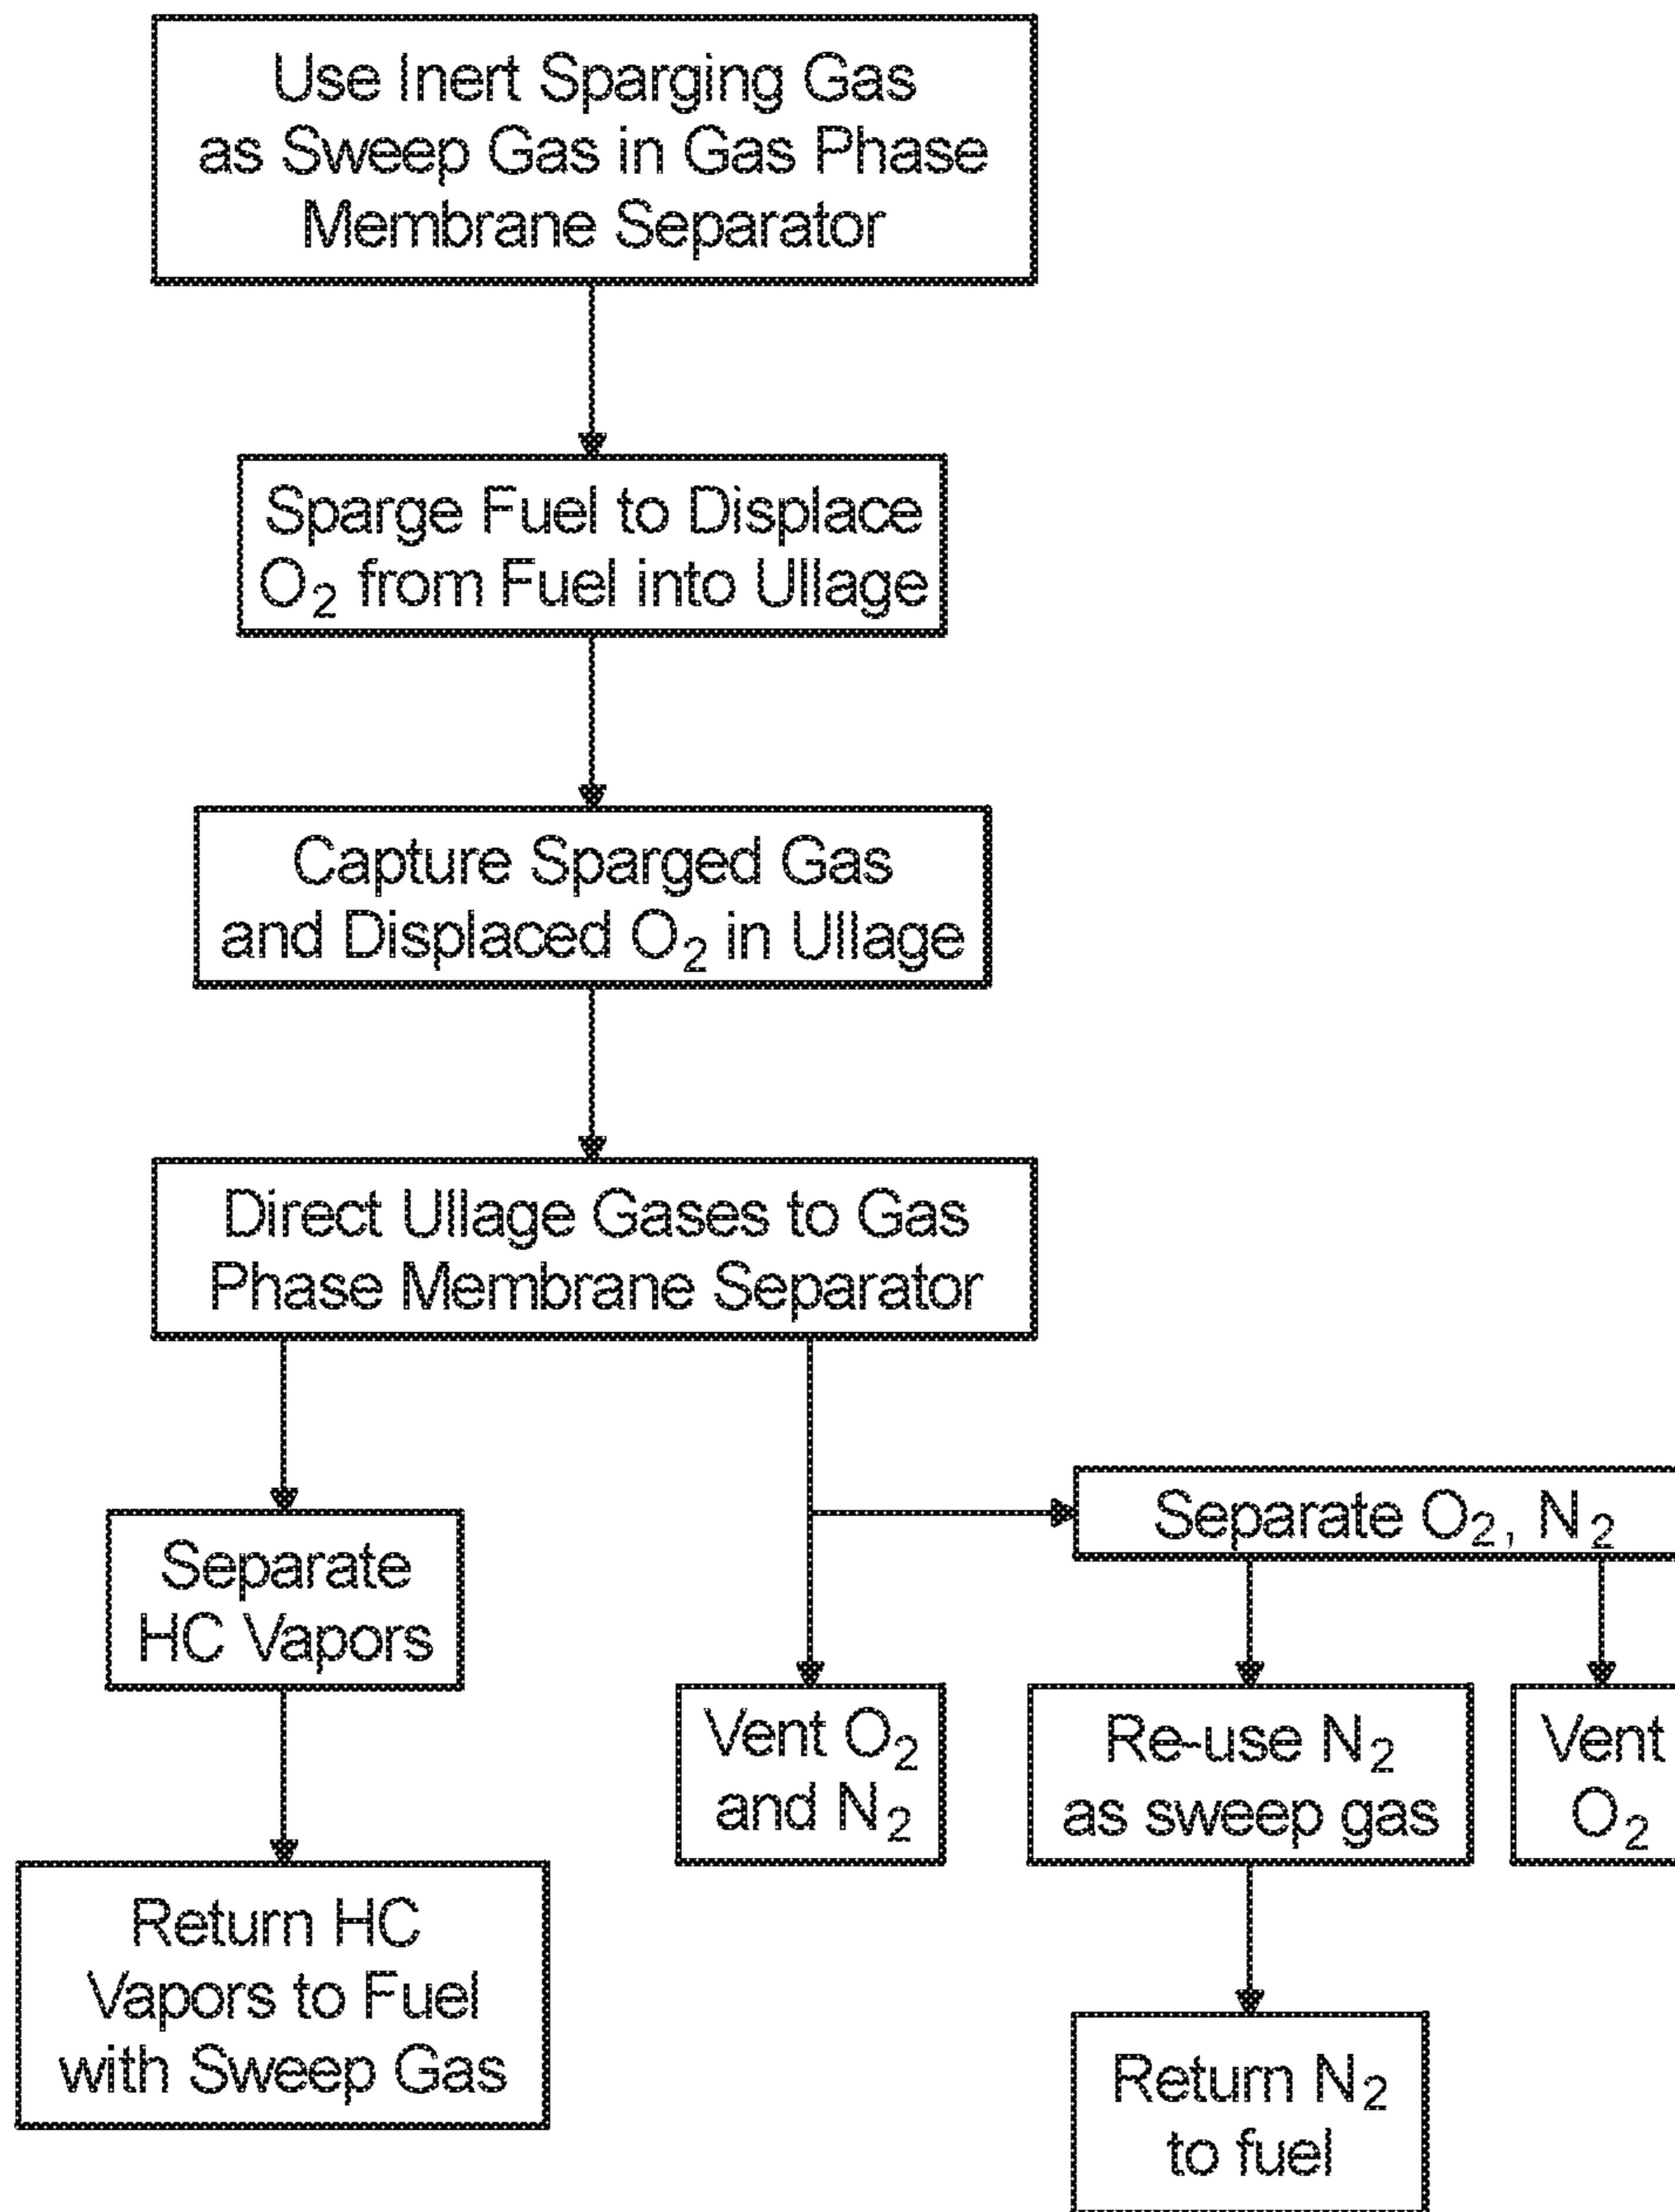 Use Inert Sparging Gas
as Sweep Gas in Gas Phase
Membrane Separator
Sparge Fuel to Displace
O₂ from Fuel into Ullage
Capture Sparged Gas
and Displaced O₂ in Ullage
Direct Ullage Gases to Gas
Phase Membrane Separator
Separate
HC Vapors
Return HC
Vapors to Fuel
with Sweep Gas
Vent O₂
and N₂
Separate O₂, N₂
Re-use N₂
as sweep gas
Return N₂
to fuel
Vent
O₂